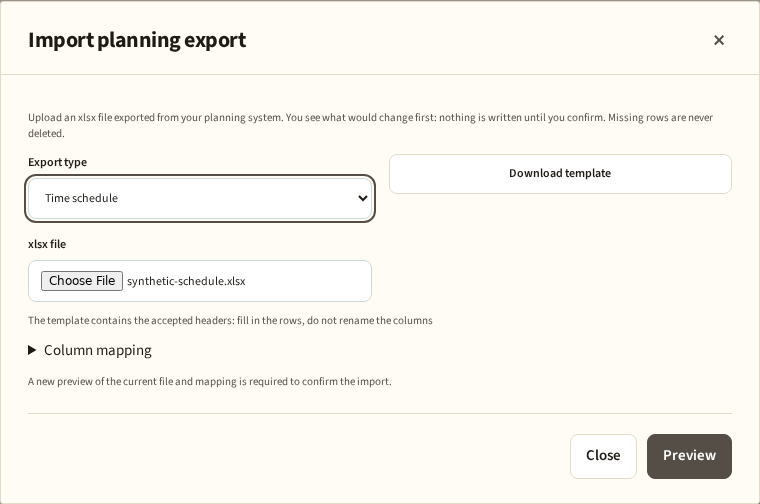 Import planning export
×
Upload an xlsx file exported from your planning system. You see what would change first: nothing is written until you confirm. Missing rows are never
deleted.
Export type
Download template
Time schedule
xlsx file
Choose File synthetic-schedule.xlsx
The template contains the accepted headers: fill in the rows, do not rename the columns
Column mapping
A new preview of the current file and mapping is required to confirm the import.
Close Preview